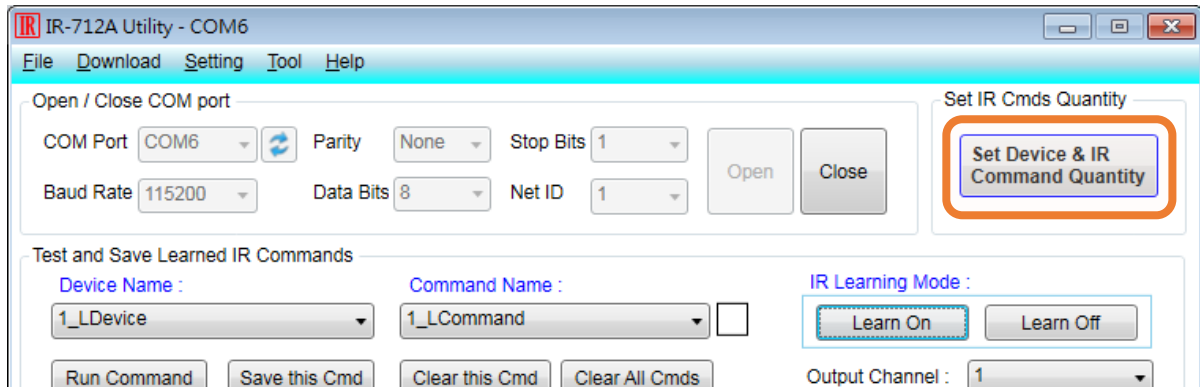 IR IR-712A Utility - COM6
File Download Setting Tool Help
Open / Close COM port
Set IR Cmds Quantity
COM Port COM6 Parity None Stop Bits 1
Open Close
Set Device & IR
Command Quantity
Baud Rate 115200 Data Bits 8 Net ID 1
Test and Save Learned IR Commands
Device Name : Command Name : IR Learning Mode :
1_LDevice 1_LCommand Learn On Learn Off
Run Command Save this Cmd Clear this Cmd Clear All Cmds Output Channel : 1